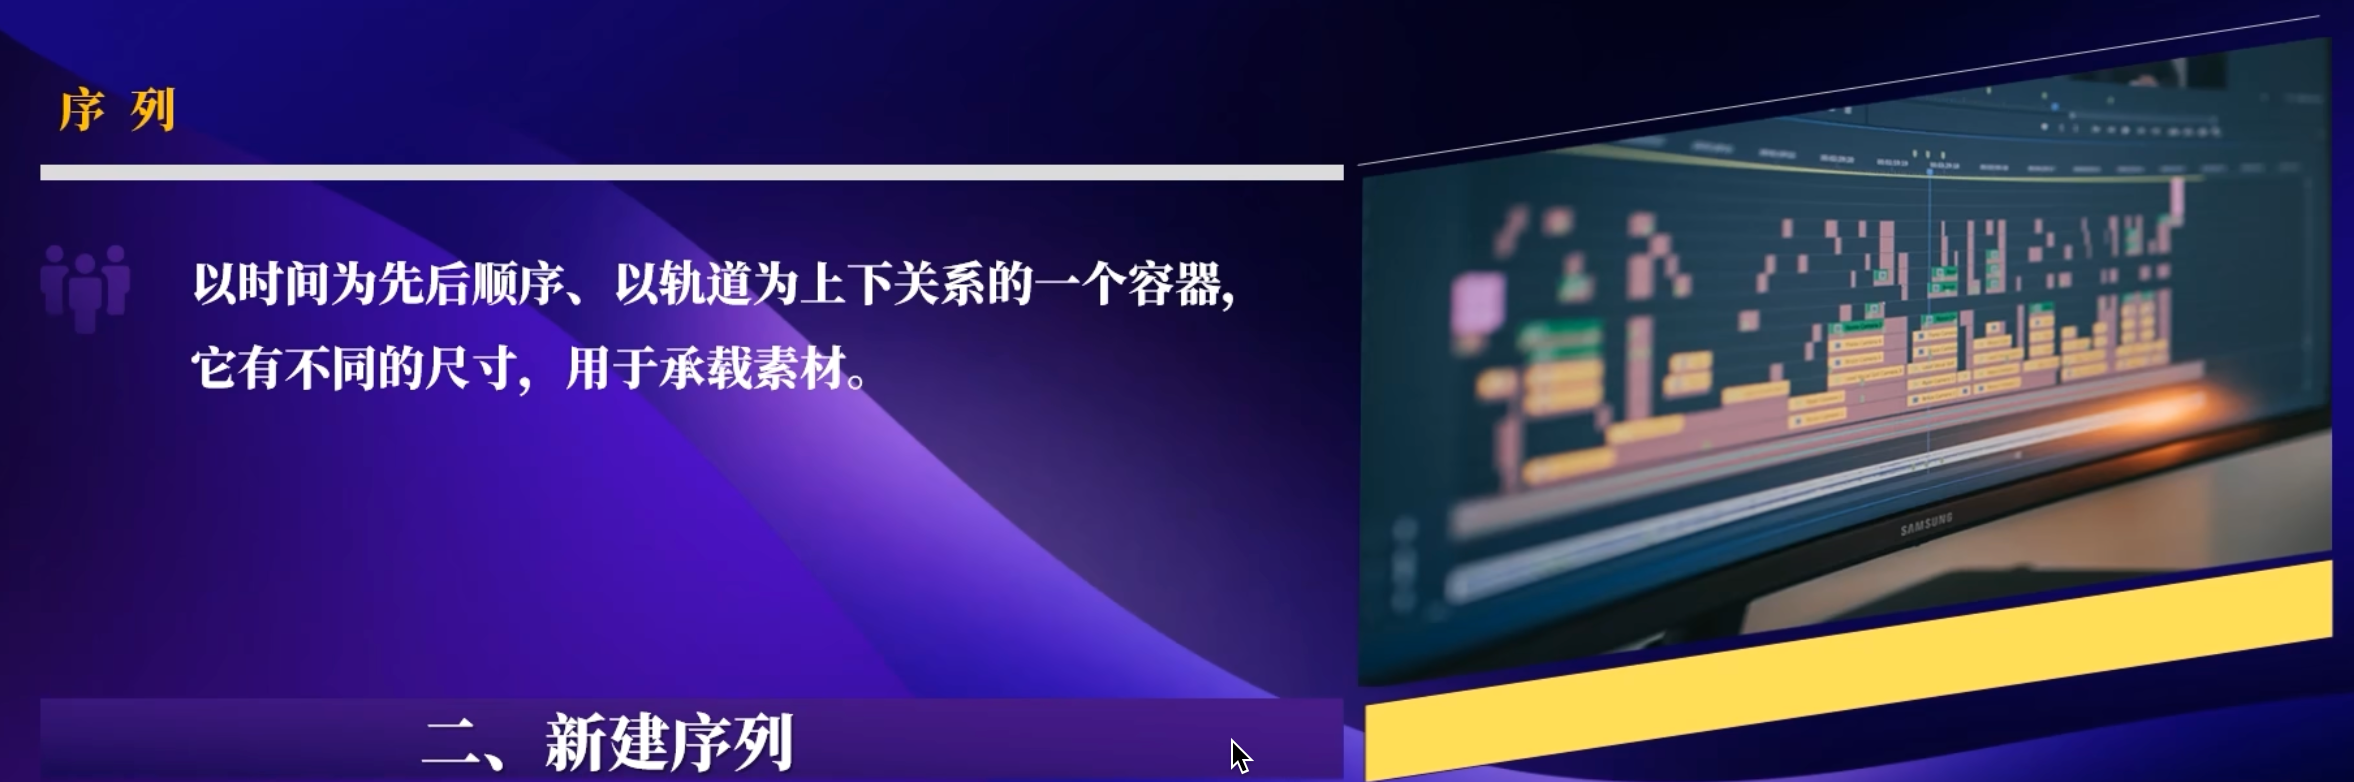 序 列
以时间为先后顺序、以轨道为上下关系的一个容器,
它有不同的尺寸，用于承载素材。
二、新建序列
SAMSUNG